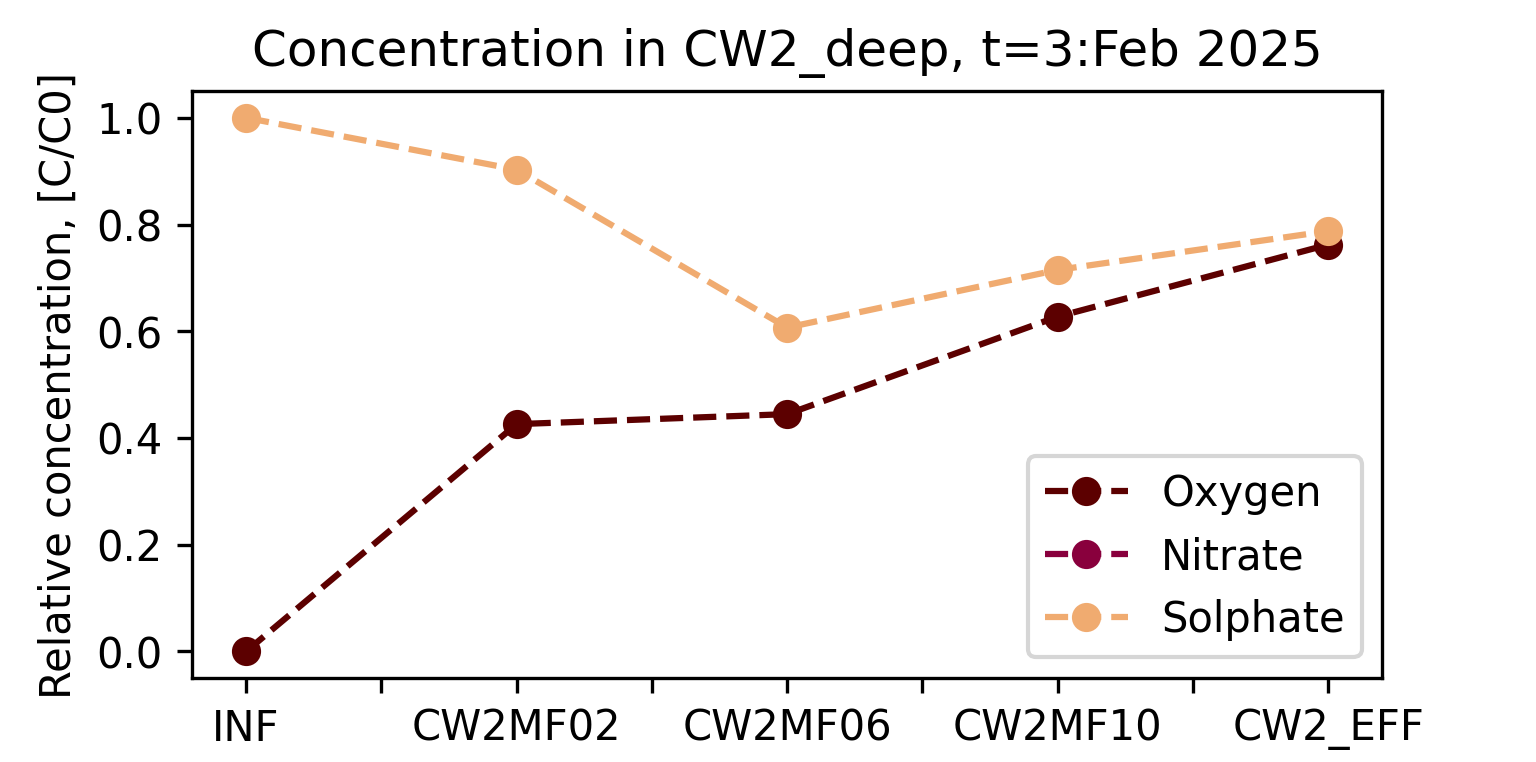 Concentration in CW2_deep, t=3:Feb 2025
Relative concentration, [C/C0]
1.0
0.8
0.6
0.4
0.2
0.0
Oxygen
Nitrate
Solphate
INF
CW2MF02
CW2MF06
CW2MF10
CW2_EFF